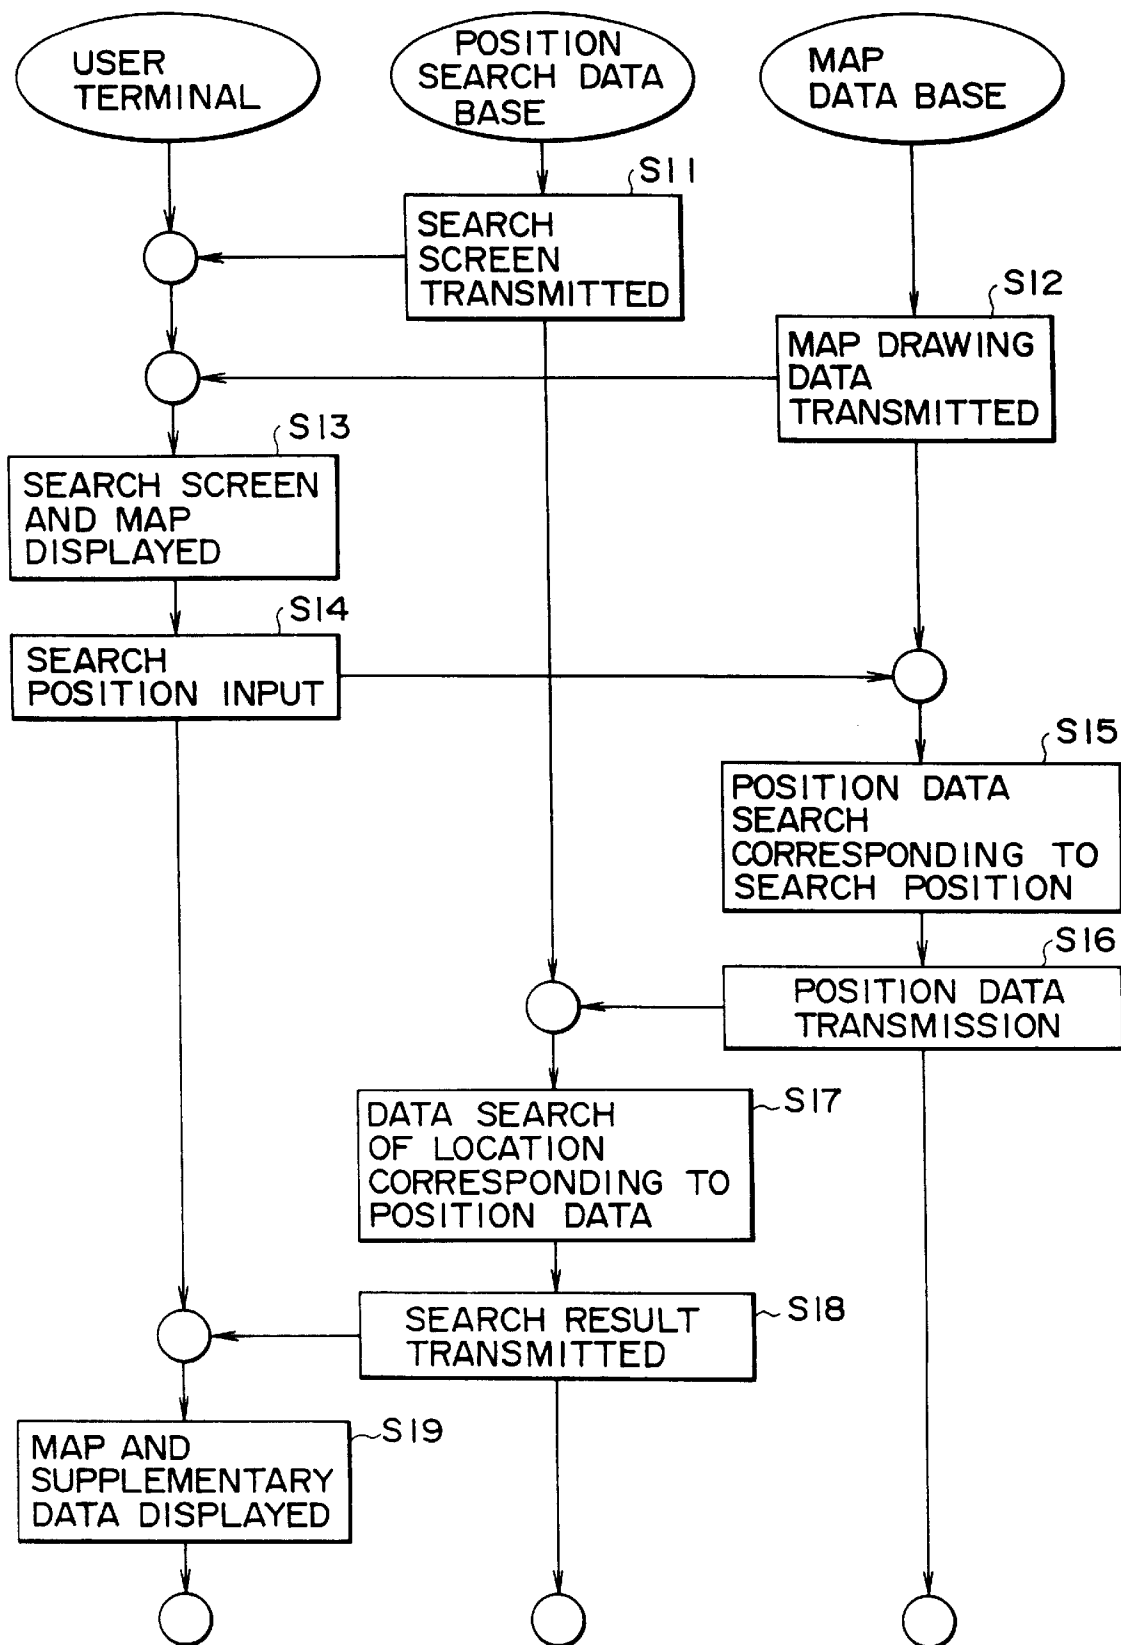 USER
TERMINAL
POSITION
SEARCH DATA
BASE
MAP
DATA BASE
S11
SEARCH
SCREEN
TRANSMITTED
S12
MAP DRAWING
DATA
TRANSMITTED
S13
SEARCH SCREEN
AND MAP
DISPLAYED
S14
SEARCH
POSITION INPUT
S15
POSITION DATA
SEARCH
CORRESPONDING TO
SEARCH POSITION
S16
POSITION DATA
TRANSMISSION
S17
DATA SEARCH
OF LOCATION
CORRESPONDING TO
POSITION DATA
S18
SEARCH RESULT
TRANSMITTED
S19
MAP AND
SUPPLEMENTARY
DATA DISPLAYED